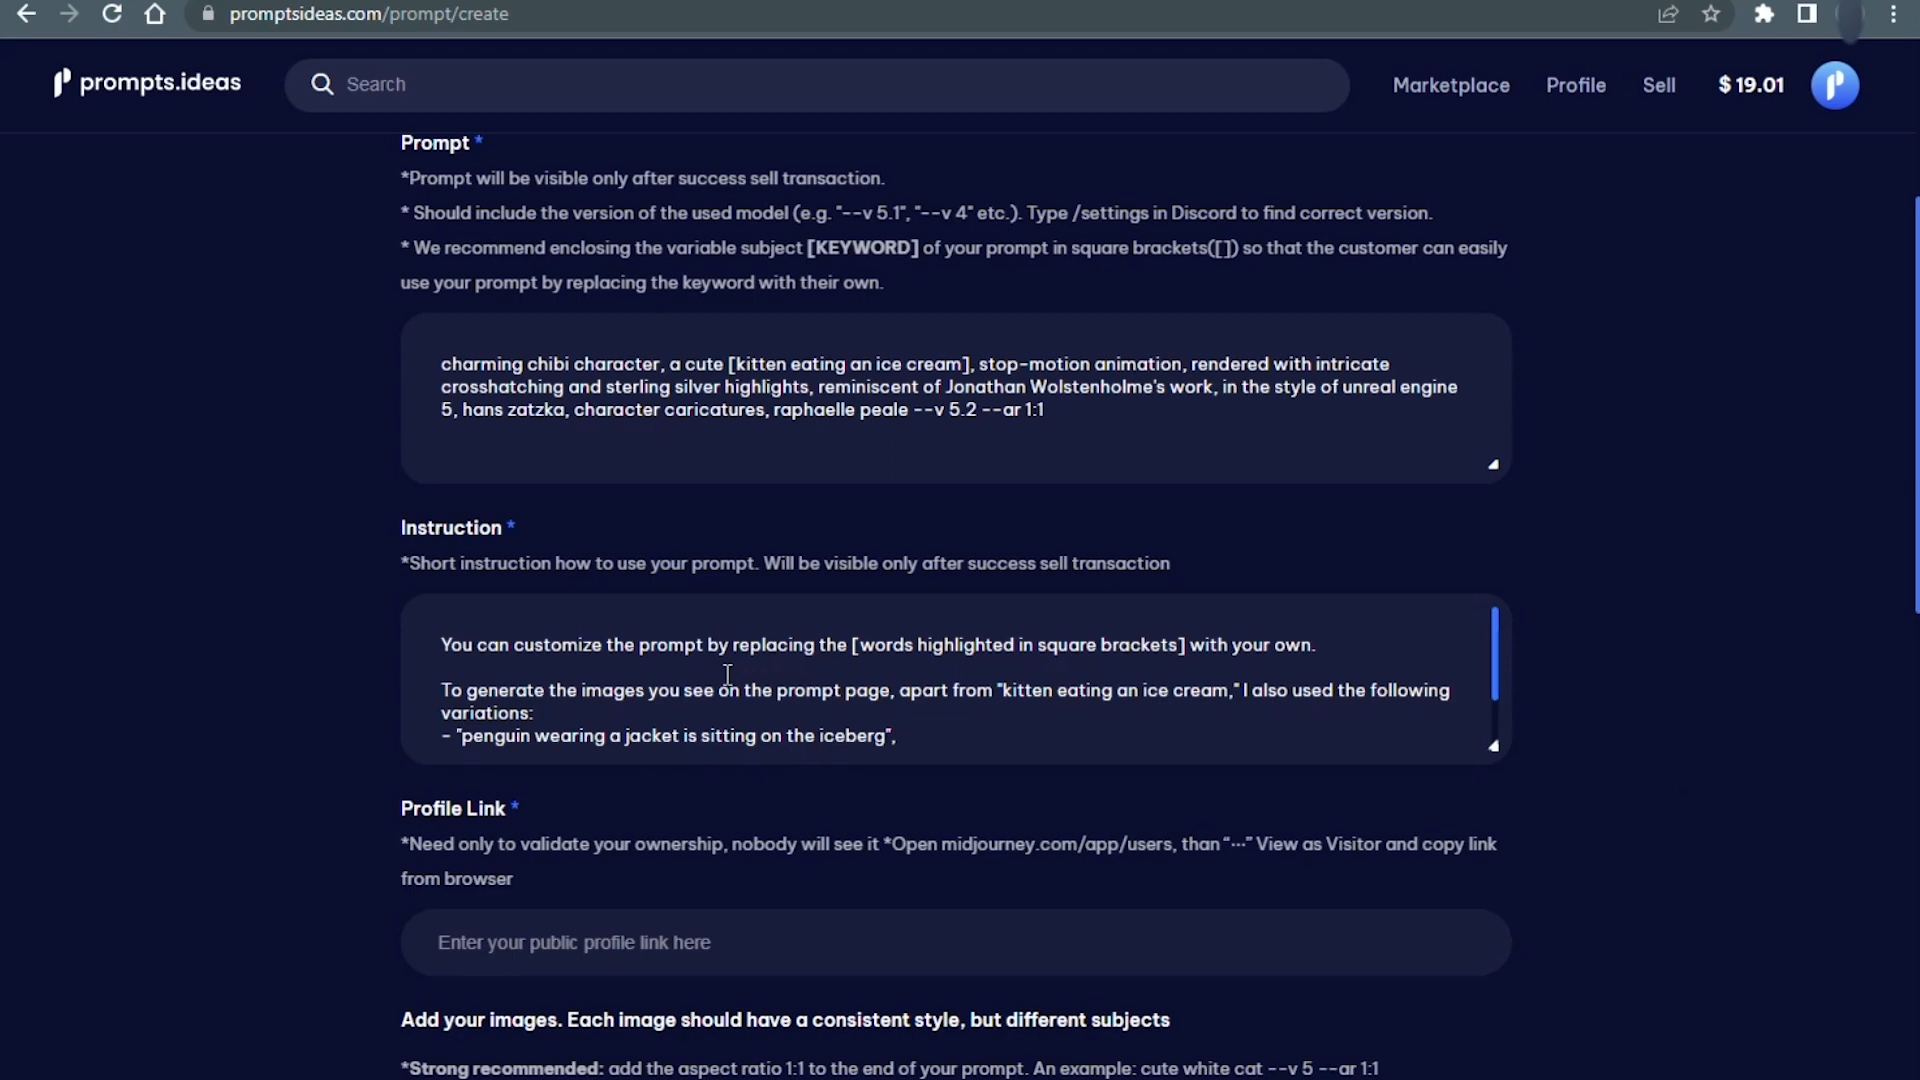 promptsideas.com/prompt/create
prompts.ideas
Search
Marketplace
Profile
Sell
$ 19.01
Prompt *
*Prompt will be visible only after success sell transaction.
* Should include the version of the used model (e.g. "--v 5.1", "--v 4" etc.). Type /settings in Discord to find correct version.
* We recommend enclosing the variable subject [KEYWORD] of your prompt in square brackets([]) so that the customer can easily
use your prompt by replacing the keyword with their own.
charming chibi character, a cute [kitten eating an ice cream], stop-motion animation, rendered with intricate
crosshatching and sterling silver highlights, reminiscent of Jonathan Wolstenholme's work, in the style of unreal engine
5, hans zatzka, character caricatures, raphaelle peale --v 5.2 --ar 1:1
Instruction *
*Short instruction how to use your prompt. Will be visible only after success sell transaction
You can customize the prompt by replacing the [words highlighted in square brackets] with your own.
To generate the images you see on the prompt page, apart from "kitten eating an ice cream," I also used the following
variations:
- "penguin wearing a jacket is sitting on the iceberg",
Profile Link *
*Need only to validate your ownership, nobody will see it *Open midjourney.com/app/users, than “···” View as Visitor and copy link
from browser
Enter your public profile link here
Add your images. Each image should have a consistent style, but different subjects
*Strong recommended: add the aspect ratio 1:1 to the end of your prompt. An example: cute white cat --v 5 --ar 1:1